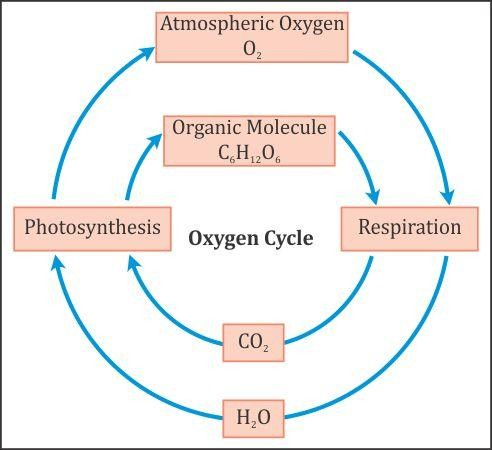 Atmospheric Oxygen
O₂
Organic Molecule
C₆H₁₂O₆
Photosynthesis
Oxygen Cycle
Respiration
CO₂
H₂O